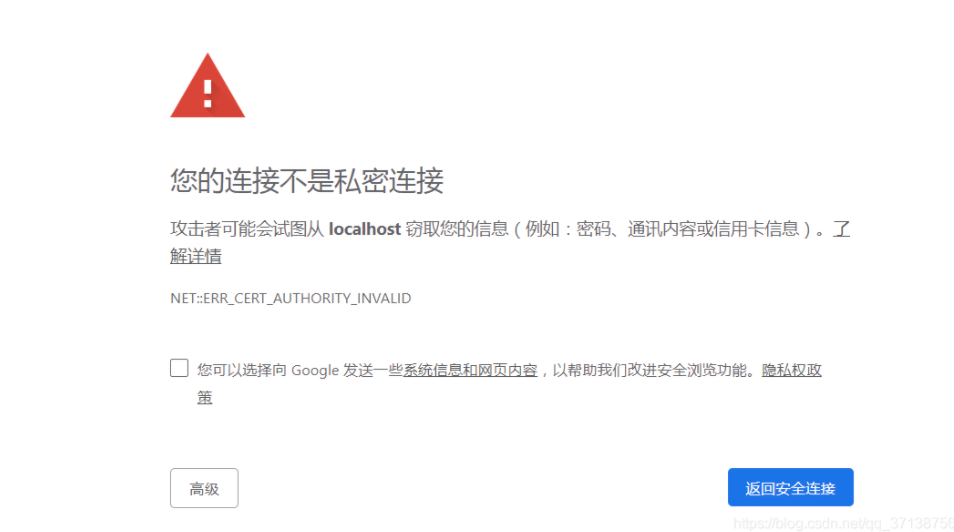 您的连接不是私密连接
攻击者可能会试图从 localhost 窃取您的信息（例如：密码、通讯内容或信用卡信息）。了
解详情
NET::ERR_CERT_AUTHORITY_INVALID
您可以选择向 Google 发送一些系统信息和网页内容，以帮助我们改进安全浏览功能。隐私权政
策
高级
返回安全连接
https://blog.csdn.net/qq_37138756